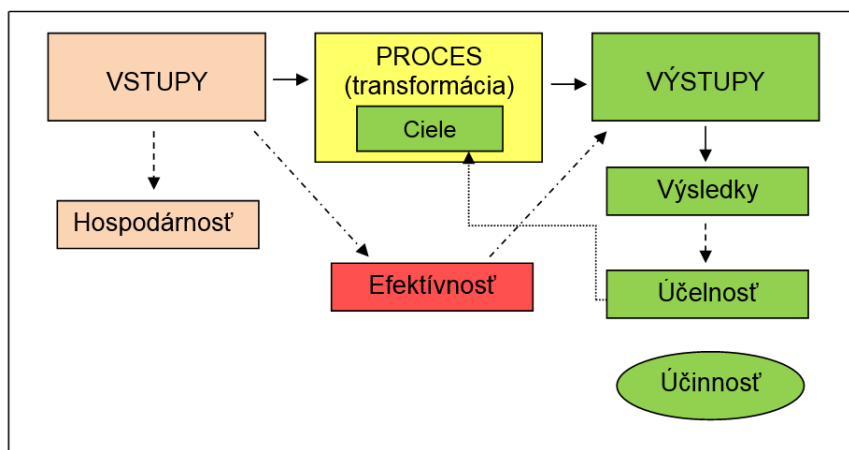 VSTUPY
PROCES
(transformácia)
Ciele
VÝSTUPY
Hospodárnosť
Výsledky
Efektívnosť
Účelnosť
Účinnosť